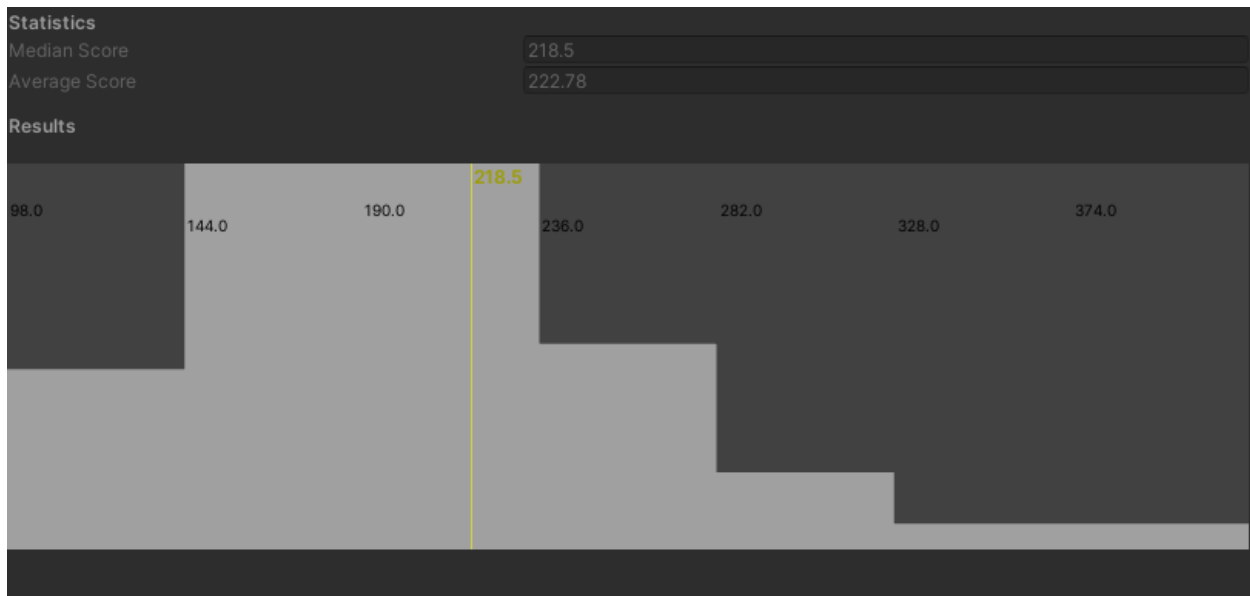 Statistics
Median Score 218.5
Average Score 222.78
Results
218.5
98.0 190.0 282.0 374.0
144.0 236.0 328.0